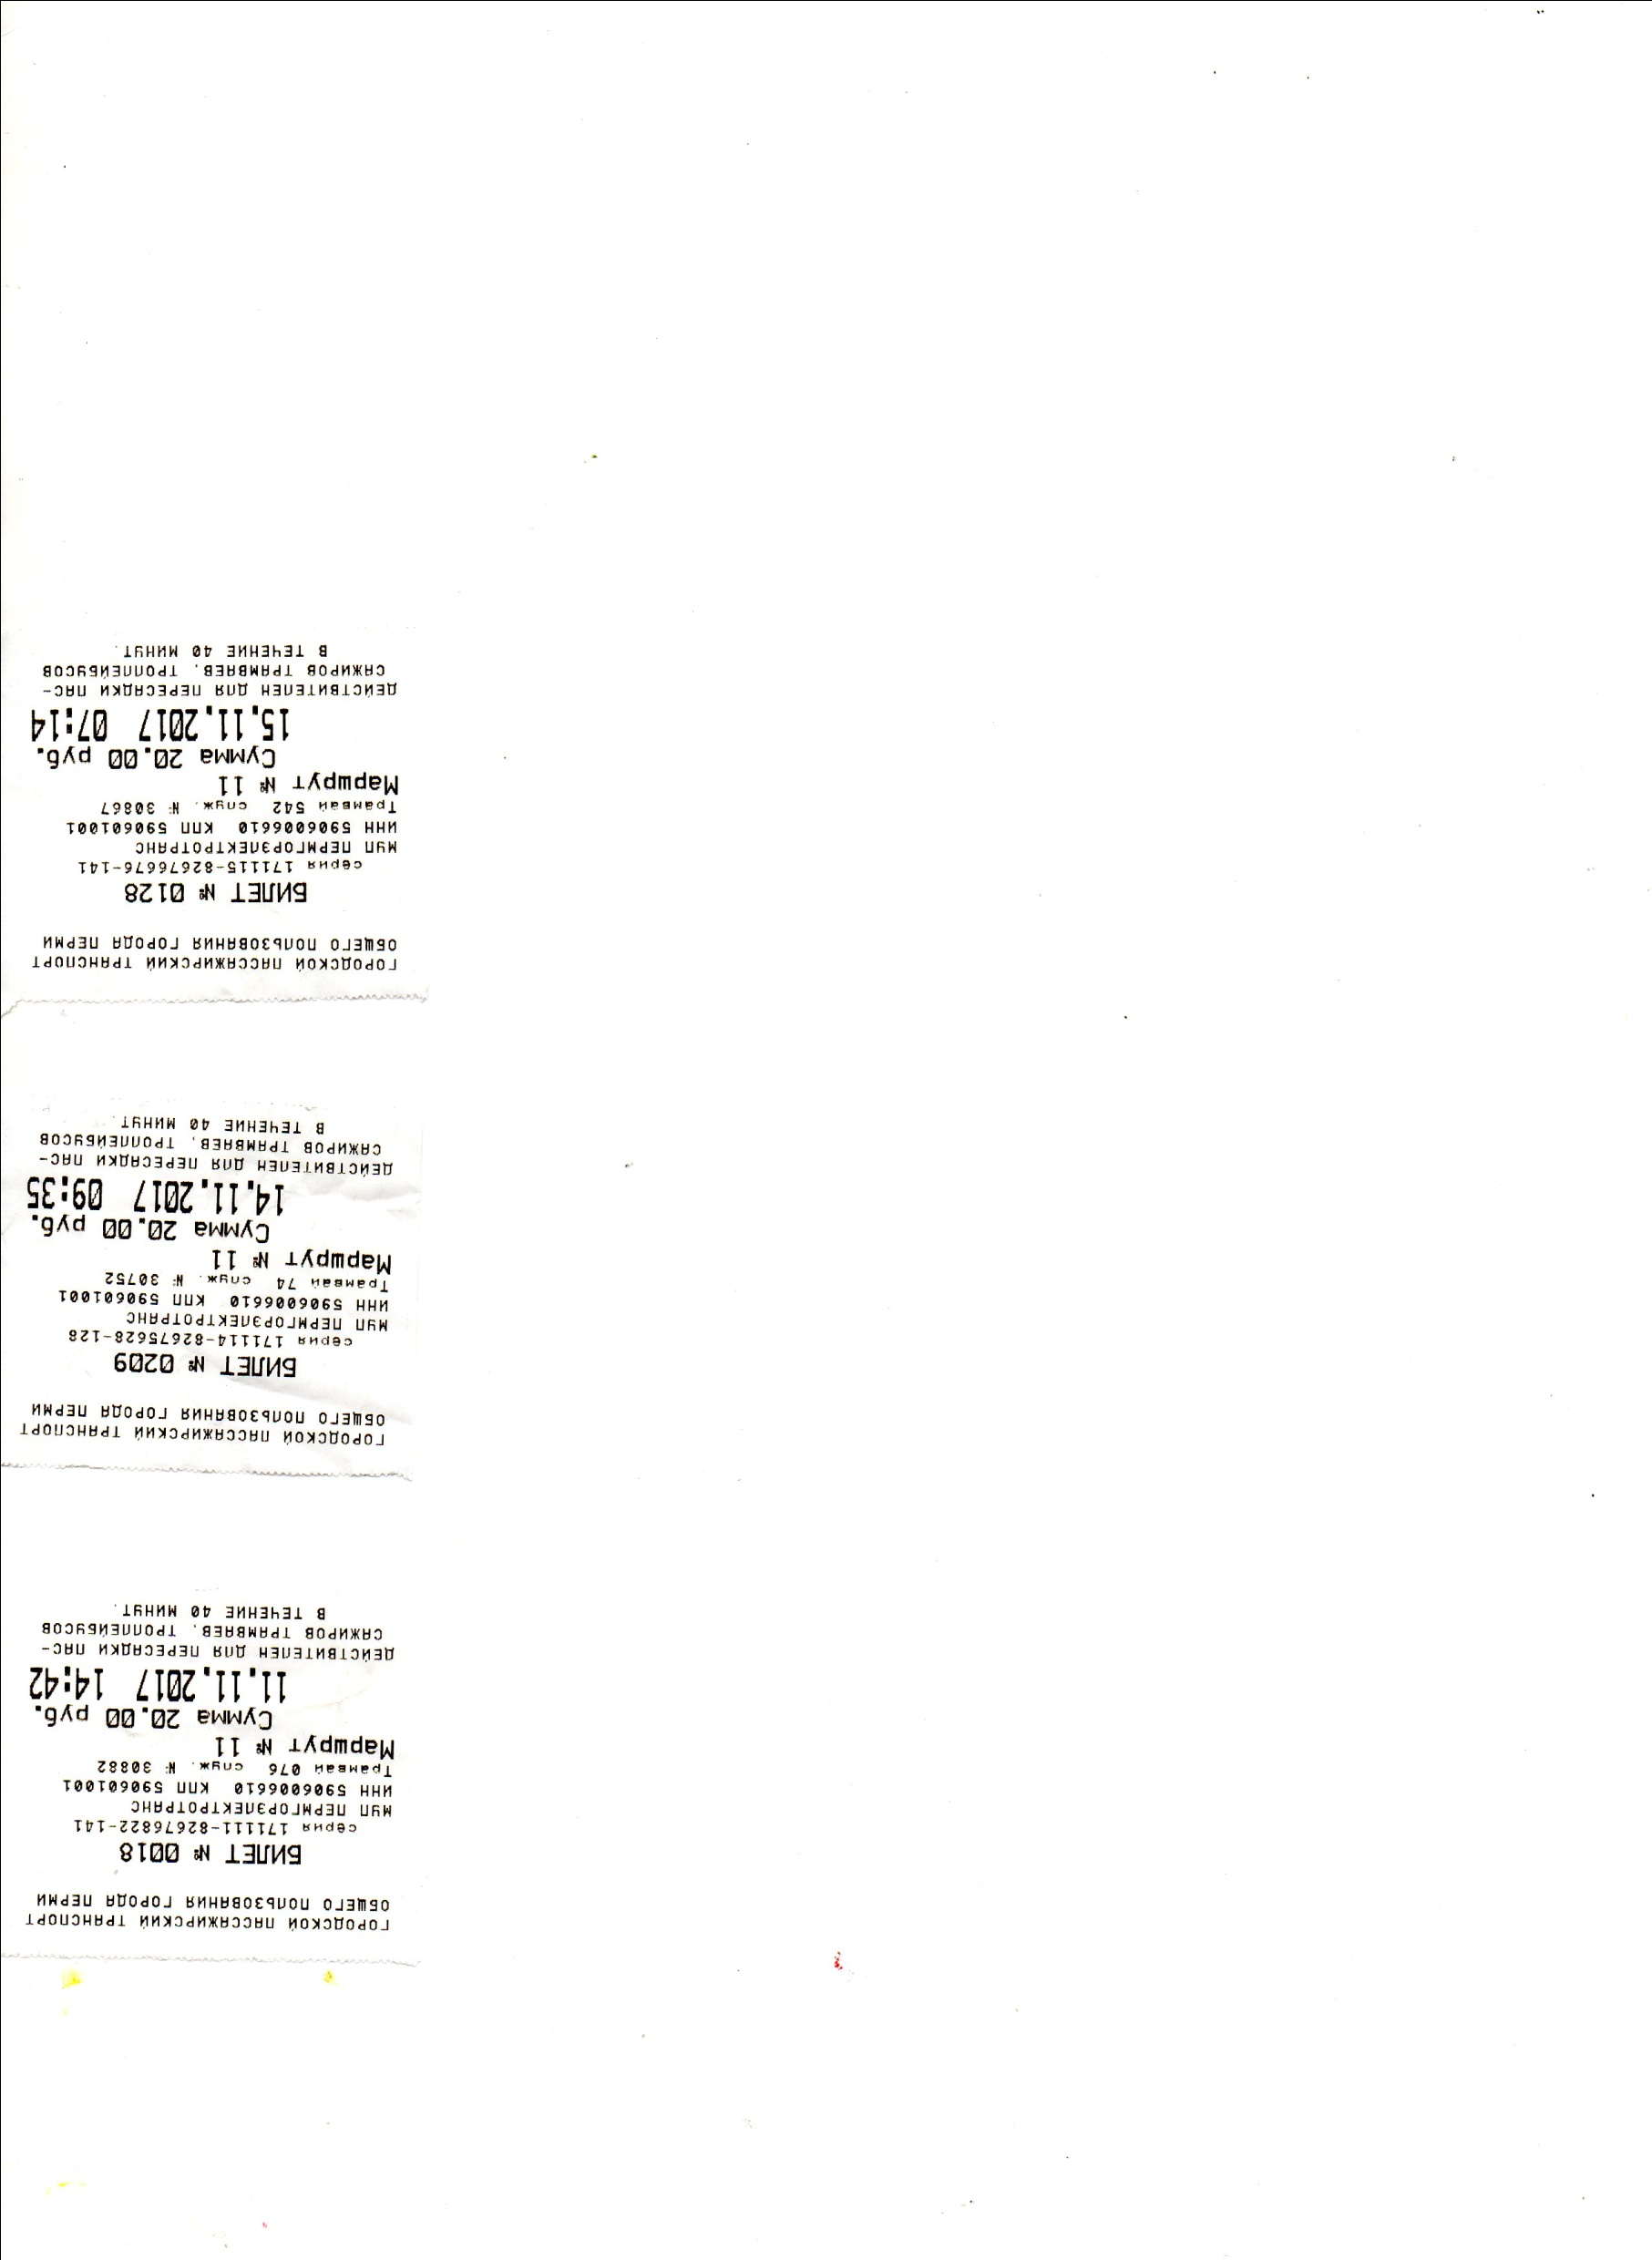 ГОРОДСКОЙ ПАССАЖИРСКИЙ ТРАНСПОРТ
ОБЩЕГО ПОЛЬЗОВАНИЯ ГОРОДА ПЕРМИ
БИЛЕТ № 0018
серия 171111-82676822-141
МУП ПЕРМГОРЭЛЕКТРОТРАНС
ИНН 5906006610 КПП 590601001
Трамвай 076 служ. № 30882
Маршрут № 11
Сумма 20.00 руб.
11.11.2017 14:42
ДЕЙСТВИТЕЛЕН ДЛЯ ПЕРЕСАДКИ ПАС-
САЖИРОВ ТРАМВАЕВ, ТРОЛЛЕЙБУСОВ
В ТЕЧЕНИЕ 40 МИНУТ.
ГОРОДСКОЙ ПАССАЖИРСКИЙ ТРАНСПОРТ
ОБЩЕГО ПОЛЬЗОВАНИЯ ГОРОДА ПЕРМИ
БИЛЕТ № 0209
серия 171114-82675628-128
МУП ПЕРМГОРЭЛЕКТРОТРАНС
ИНН 5906006610 КПП 590601001
Трамвай 74 служ. № 30752
Маршрут № 11
Сумма 20.00 руб.
14.11.2017 09:35
ДЕЙСТВИТЕЛЕН ДЛЯ ПЕРЕСАДКИ ПАС-
САЖИРОВ ТРАМВАЕВ, ТРОЛЛЕЙБУСОВ
В ТЕЧЕНИЕ 40 МИНУТ.
ГОРОДСКОЙ ПАССАЖИРСКИЙ ТРАНСПОРТ
ОБЩЕГО ПОЛЬЗОВАНИЯ ГОРОДА ПЕРМИ
БИЛЕТ № 0128
серия 171115-82676676-141
МУП ПЕРМГОРЭЛЕКТРОТРАНС
ИНН 5906006610 КПП 590601001
Трамвай 542 служ. № 30867
Маршрут № 11
Сумма 20.00 руб.
15.11.2017 07:14
ДЕЙСТВИТЕЛЕН ДЛЯ ПЕРЕСАДКИ ПАС-
САЖИРОВ ТРАМВАЕВ, ТРОЛЛЕЙБУСОВ
В ТЕЧЕНИЕ 40 МИНУТ.